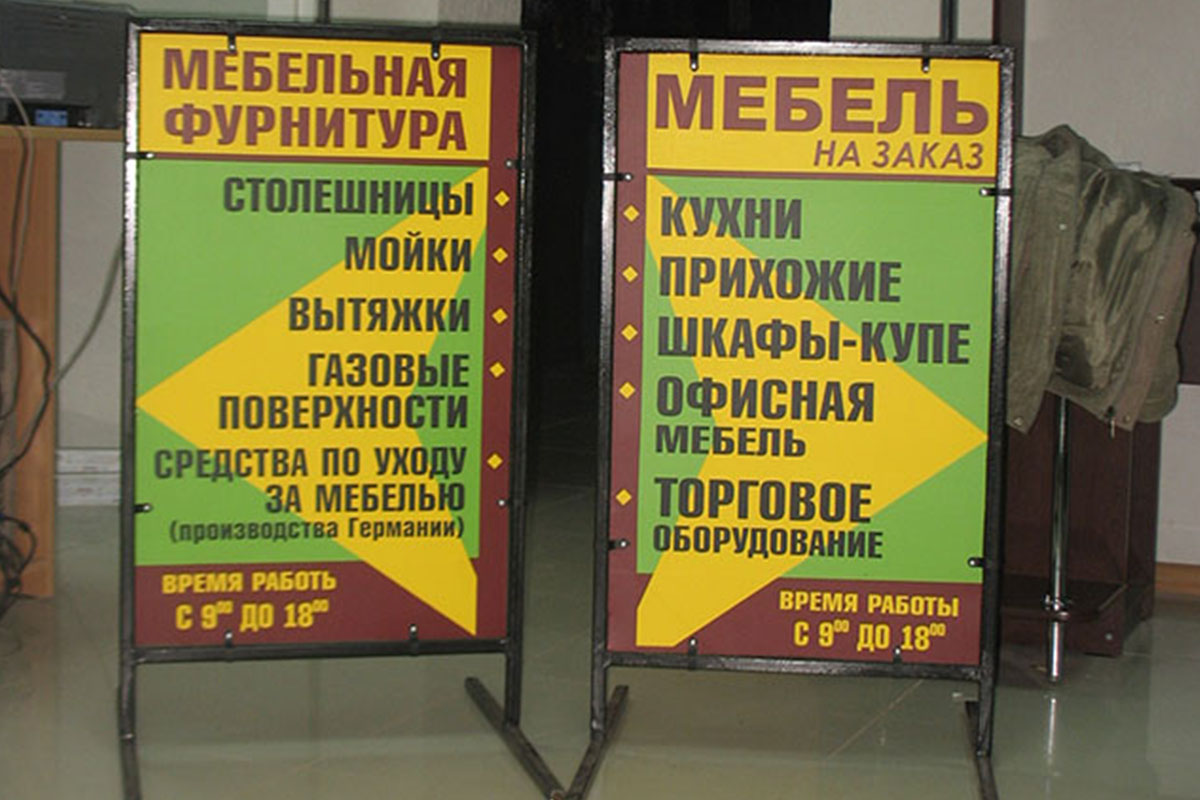 МЕБЕЛЬНАЯ
ФУРНИТУРА
СТОЛЕШНИЦЫ
МОЙКИ
ВЫТЯЖКИ
ГАЗОВЫЕ
ПОВЕРХНОСТИ
СРЕДСТВА ПО УХОДУ
ЗА МЕБЕЛЬЮ
(производства Германии)
ВРЕМЯ РАБОТЬ
С 9⁰⁰ ДО 18⁰⁰
МЕБЕЛЬ
НА ЗАКАЗ
КУХНИ
ПРИХОЖИЕ
ШКАФЫ-КУПЕ
ОФИСНАЯ
МЕБЕЛЬ
ТОРГОВОЕ
ОБОРУДОВАНИЕ
ВРЕМЯ РАБОТЫ
С 9⁰⁰ ДО 18⁰⁰